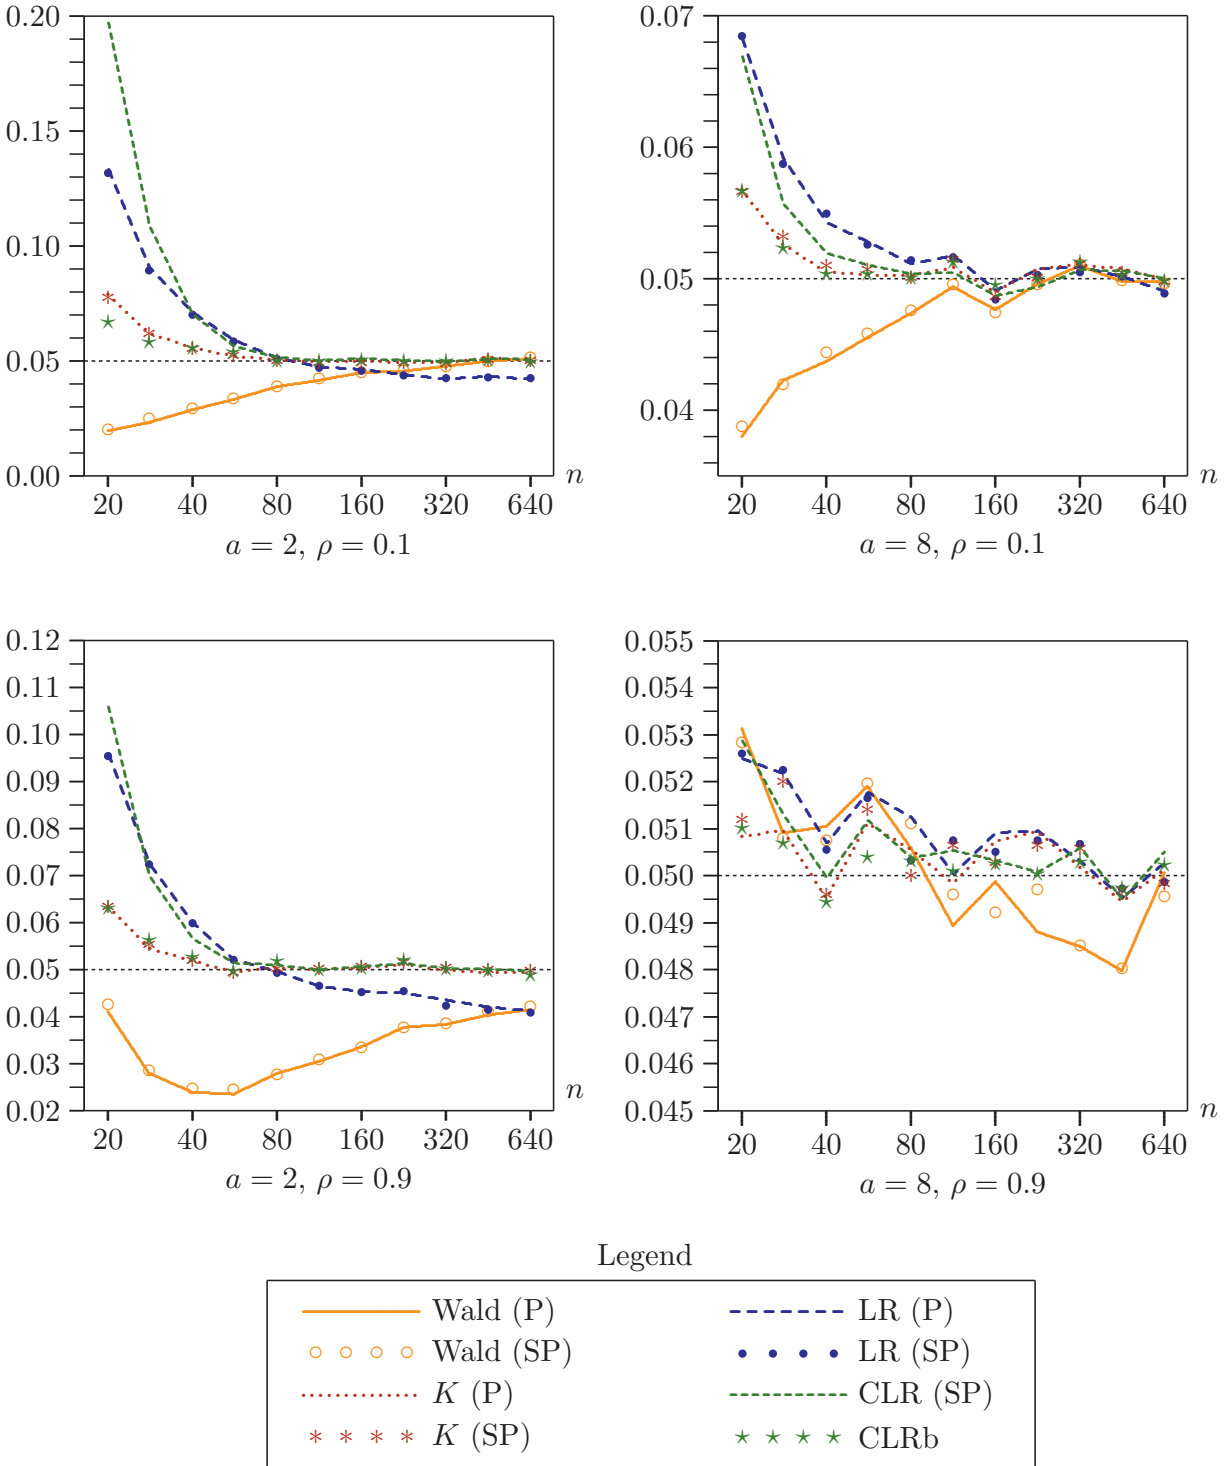 0.20
0.15
0.10
0.05
0.00
20 40 80 160 320 640
n
a = 2, ρ = 0.1
0.07
0.06
0.05
0.04
20 40 80 160 320 640
n
a = 8, ρ = 0.1
0.12
0.11
0.10
0.09
0.08
0.07
0.06
0.05
0.04
0.03
0.02
20 40 80 160 320 640
n
a = 2, ρ = 0.9
0.055
0.054
0.053
0.052
0.051
0.050
0.049
0.048
0.047
0.046
0.045
20 40 80 160 320 640
n
a = 8, ρ = 0.9
Legend
Wald (P)
Wald (SP)
K (P)
K (SP)
LR (P)
LR (SP)
CLR (SP)
CLRb